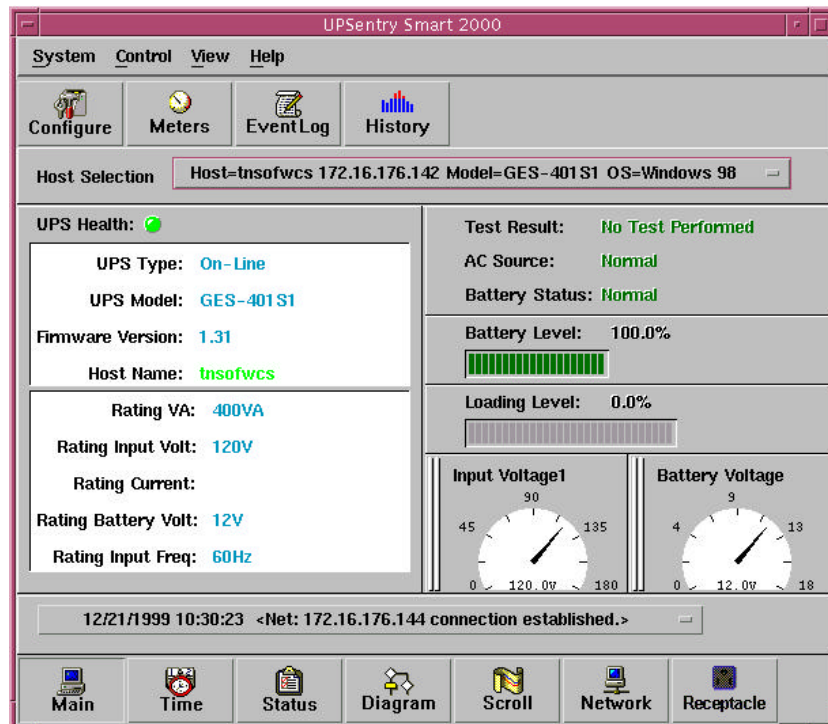 UPSentry Smart 2000
System Control View Help
Configure Meters EventLog History
Host Selection Host=tnsofwcs 172.16.176.142 Model=GES-401S1 OS=Windows 98
UPS Health:
UPS Type: On-Line
UPS Model: GES-401S1
Firmware Version: 1.31
Host Name: tnsofwcs
Rating VA: 400VA
Rating Input Volt: 120V
Rating Current:
Rating Battery Volt: 12V
Rating Input Freq: 60Hz
Test Result: No Test Performed
AC Source: Normal
Battery Status: Normal
Battery Level: 100.0%
Loading Level: 0.0%
Input Voltage1
90
45 135
0 120.0V 180
Battery Voltage
9
4 13
0 12.0V 18
12/21/1999 10:30:23 <Net: 172.16.176.144 connection established.>
Main Time Status Diagram Scroll Network Receptacle